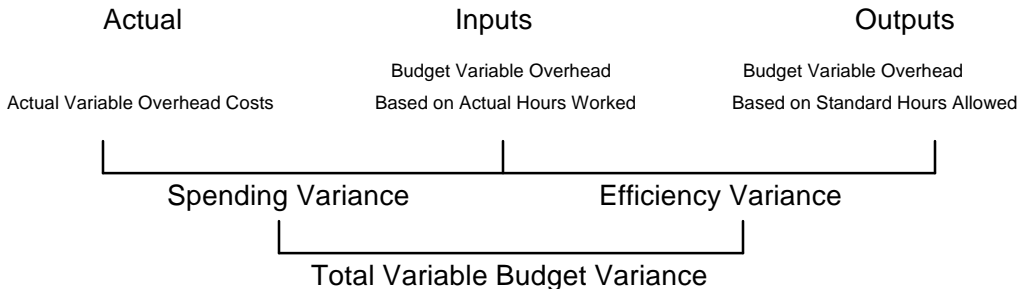 Actual
Inputs
Outputs
Actual Variable Overhead Costs
Budget Variable Overhead
Based on Actual Hours Worked
Budget Variable Overhead
Based on Standard Hours Allowed
Spending Variance
Efficiency Variance
Total Variable Budget Variance